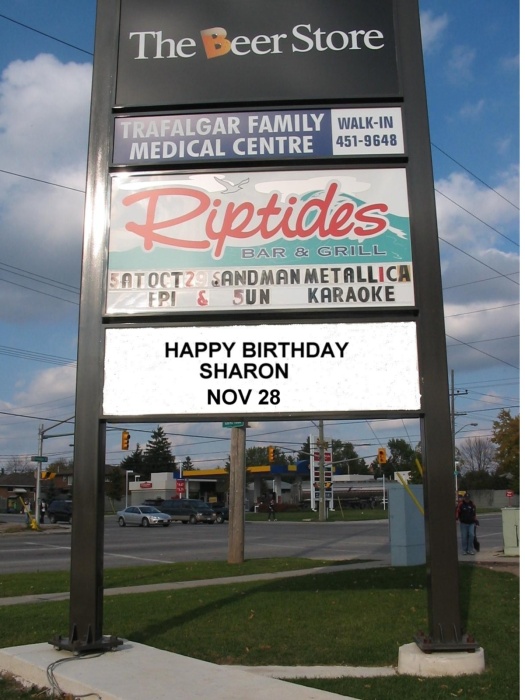 The Beer Store
TRAFALGAR FAMILY
MEDICAL CENTRE
WALK-IN
451-9648
Riptides
BAR & GRILL
SAT OCT 29 SANDMAN METALLICA
FRI & SUN KARAOKE
HAPPY BIRTHDAY
SHARON
NOV 28